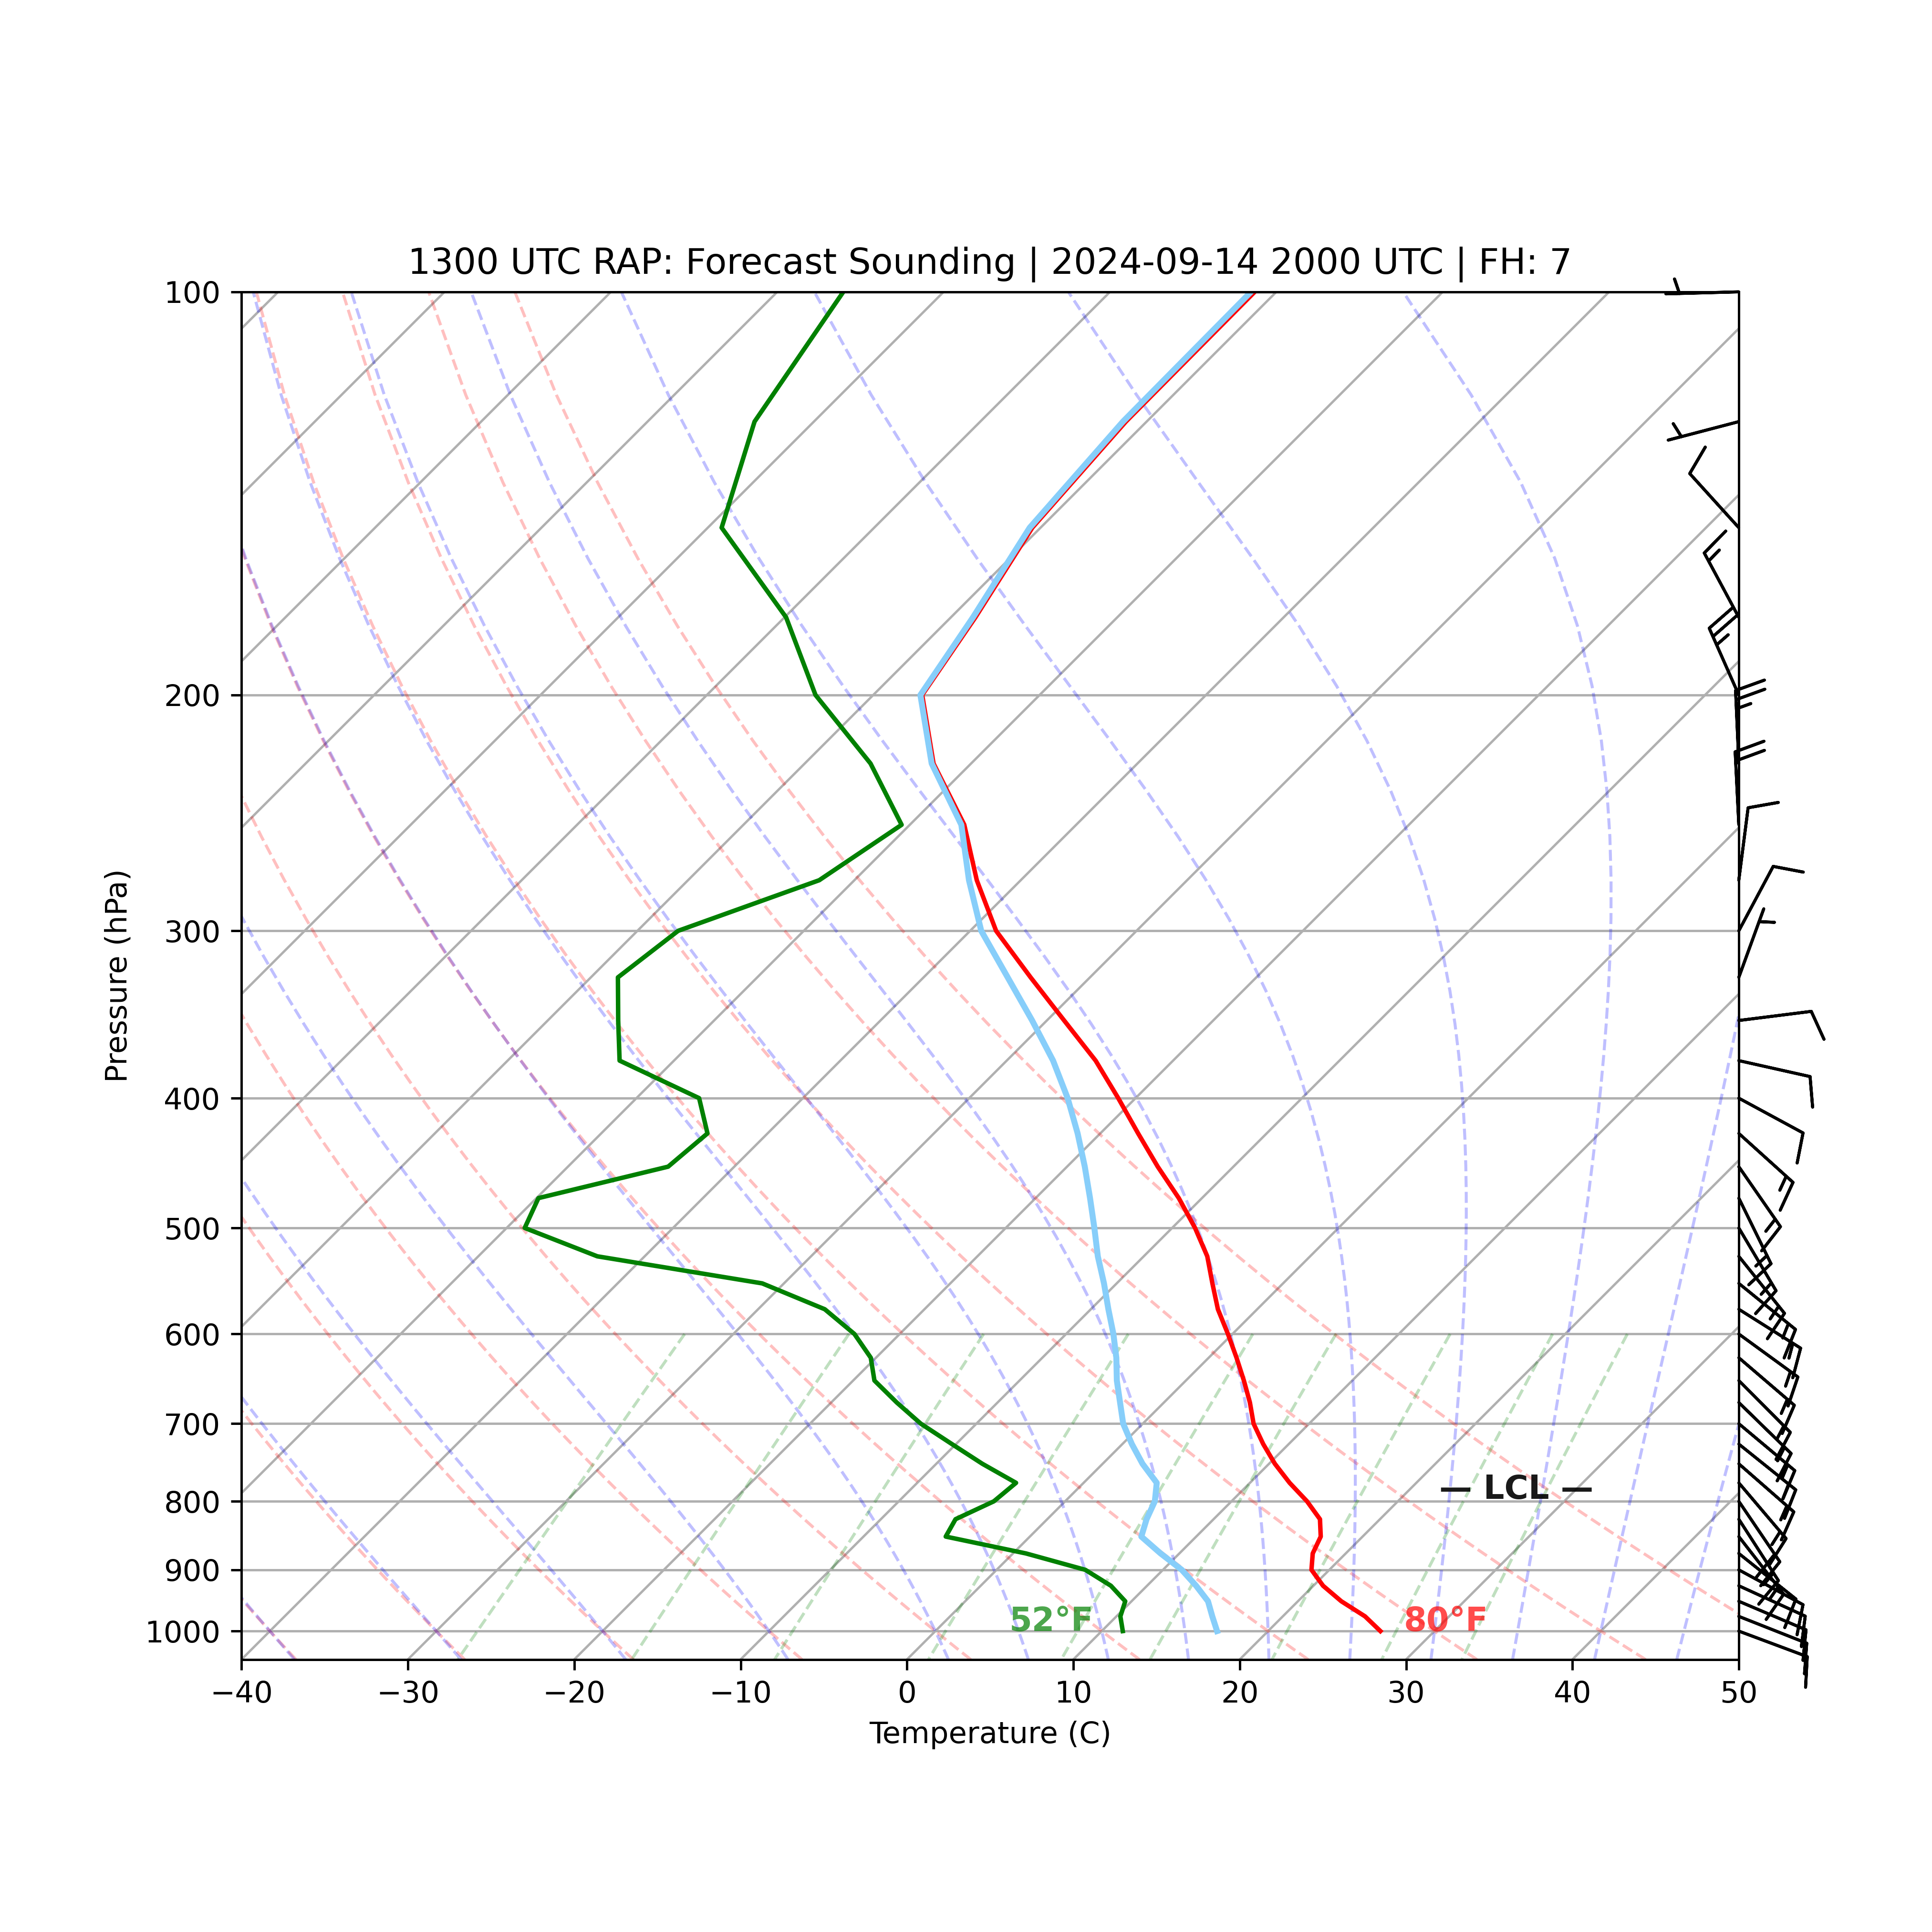 1300 UTC RAP: Forecast Sounding | 2024-09-14 2000 UTC | FH: 7
100
200
300
400
500
600
700
800
900
1000
Pressure (hPa)
— LCL —
52°F
80°F
−40 −30 −20 −10 0 10 20 30 40 50
Temperature (C)